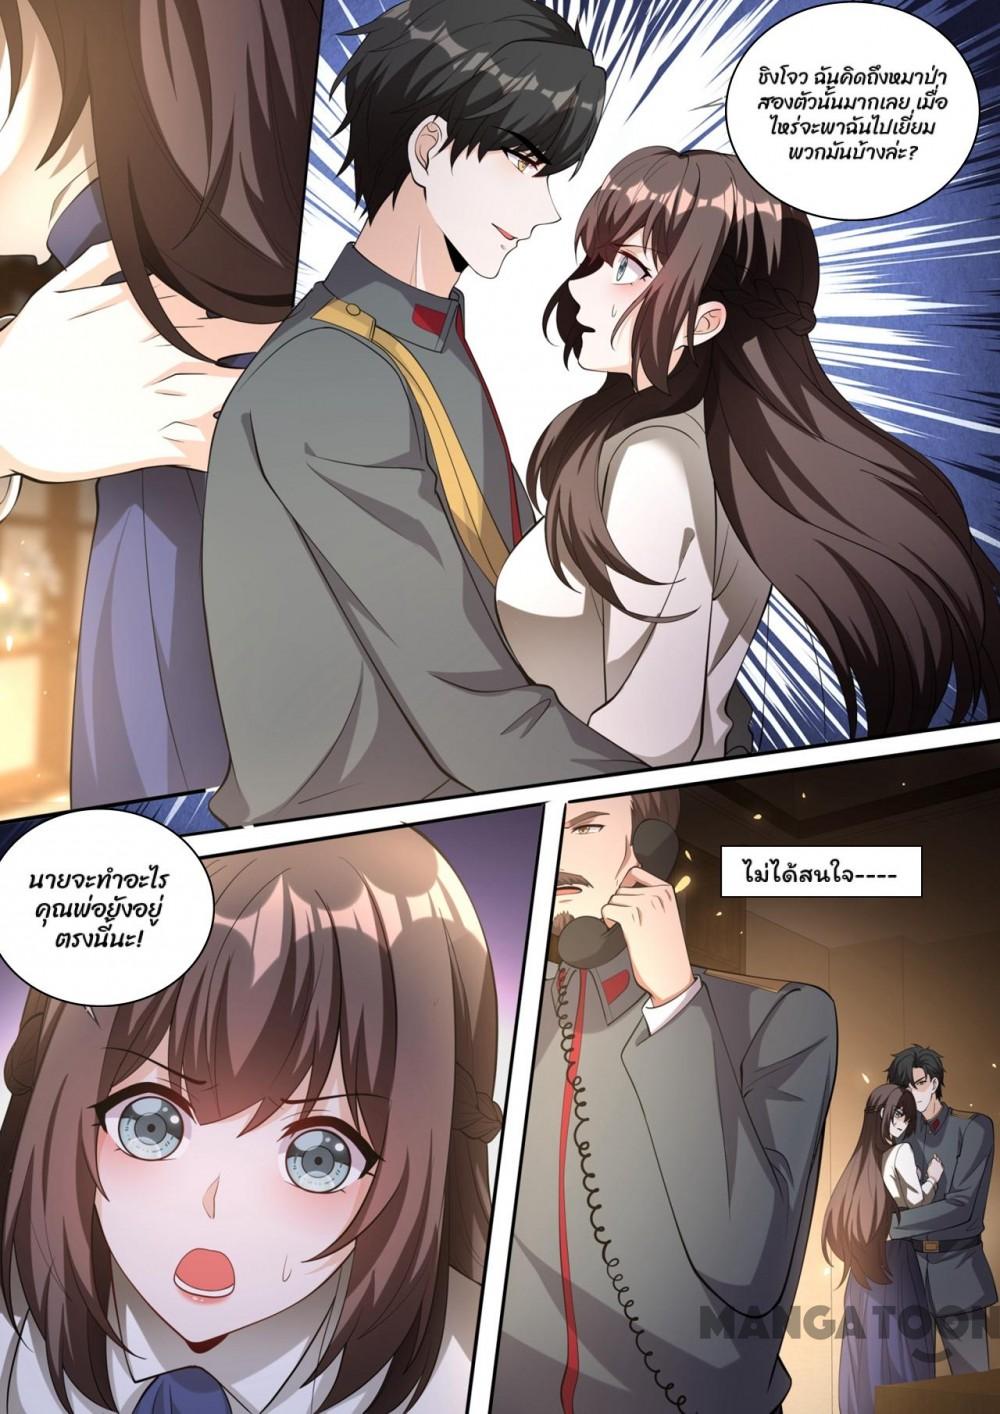 ชิงโจว ฉันคิดถึงหมาป่า
สองตัวนั้นมากเลย เมื่อ
ไหร่จะพาฉันไปเยี่ยม
พวกมันบ้างล่ะ?
นายจะทำอะไร
คุณพ่อยังอยู่
ตรงนี้นะ!
ไม่ได้สนใจ----
MANGATOON